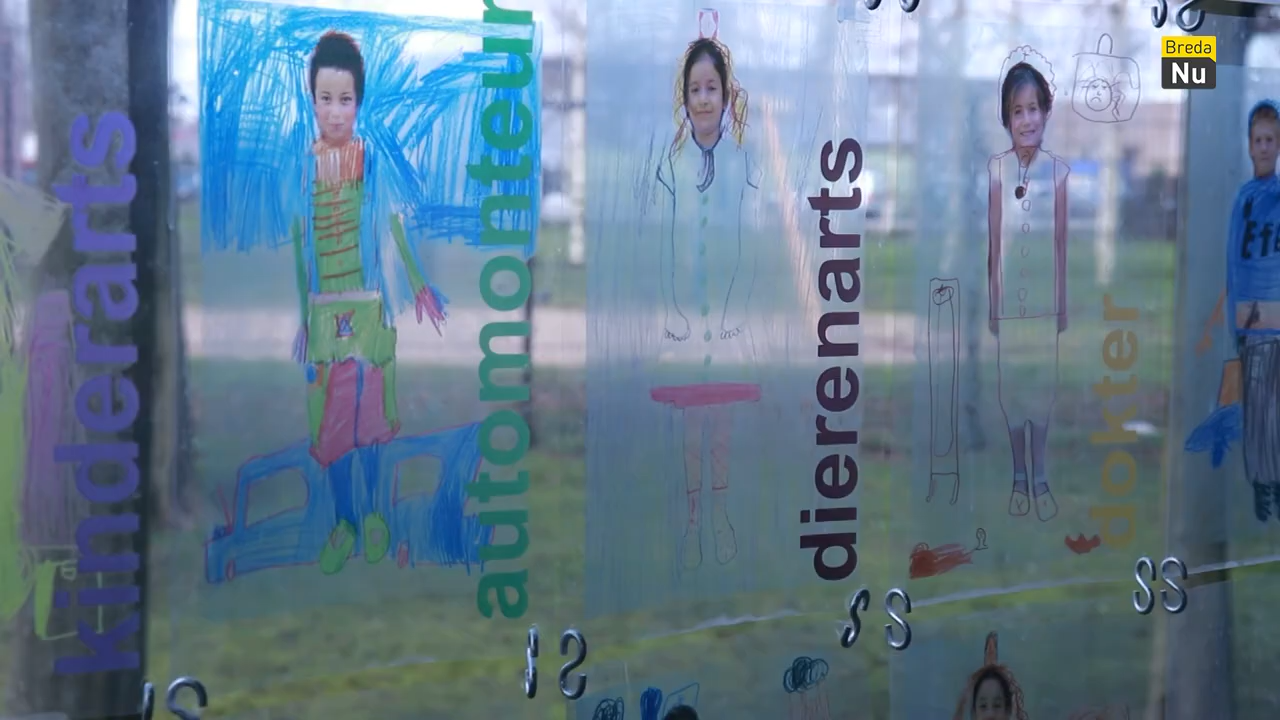 kinderarts
automonteur
dierenarts
dokter
Breda
Nu